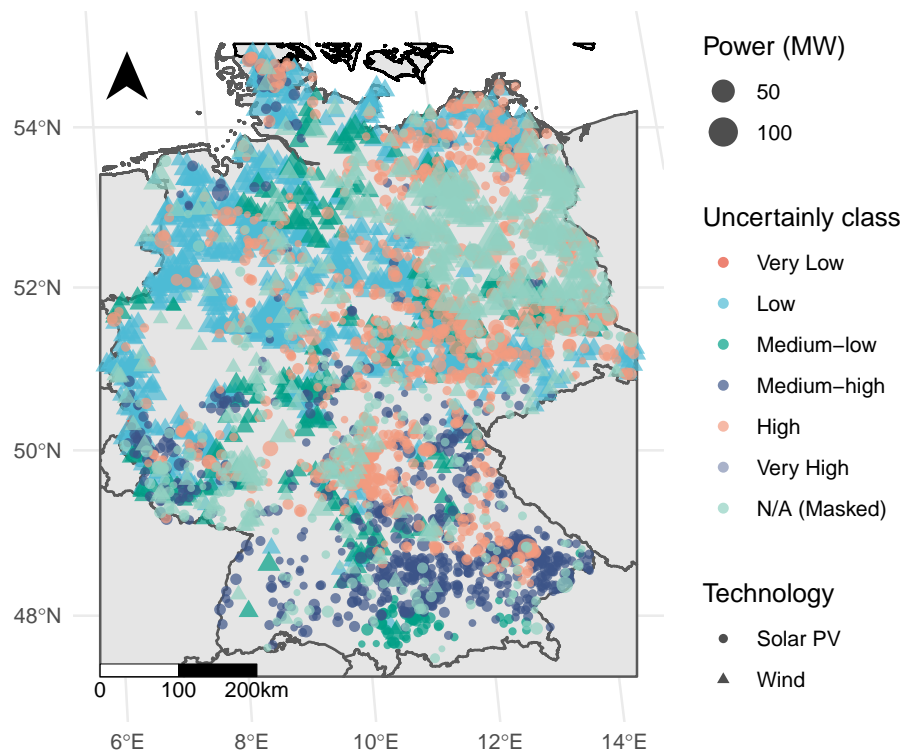 Power (MW)
50
100
Uncertainly class
Very Low
Low
Medium−low
Medium−high
High
Very High
N/A (Masked)
Technology
Solar PV
Wind
54°N
52°N
50°N
48°N
0 100 200km
6°E 8°E 10°E 12°E 14°E